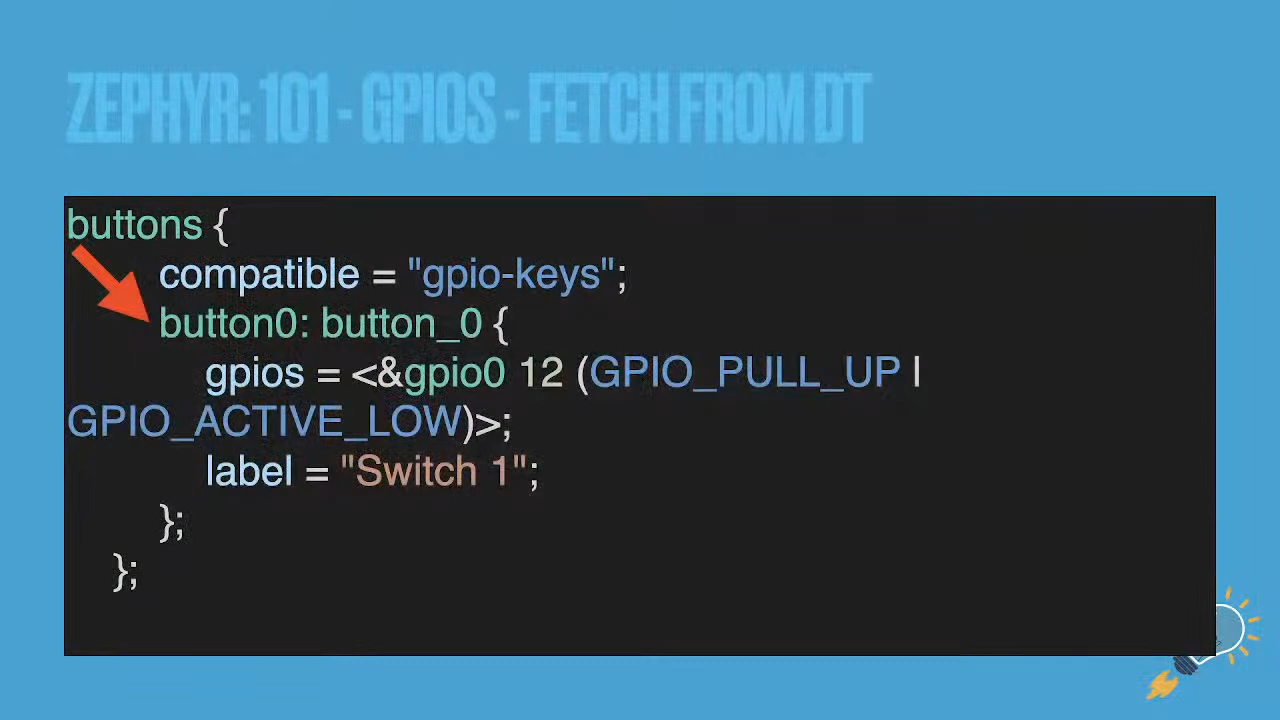 ZEPHYR: 101 - GPIOS - FETCH FROM DT
buttons {
compatible = "gpio-keys";
button0: button_0 {
gpios = <&gpio0 12 (GPIO_PULL_UP |
GPIO_ACTIVE_LOW)>;
label = "Switch 1";
};
};